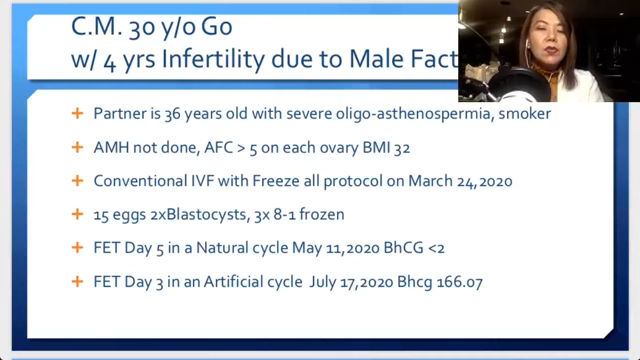 C.M. 30 y/o G0
w/ 4 yrs Infertility due to Male Fact
Partner is 36 years old with severe oligo-asthenospermia, smoker
AMH not done, AFC > 5 on each ovary BMI 32
Conventional IVF with Freeze all protocol on March 24,2020
15 eggs 2xBlastocysts, 3x 8-1 frozen
FET Day 5 in a Natural cycle May 11,2020 BhCG <2
FET Day 3 in an Artificial cycle July 17,2020 Bhcg 166.07